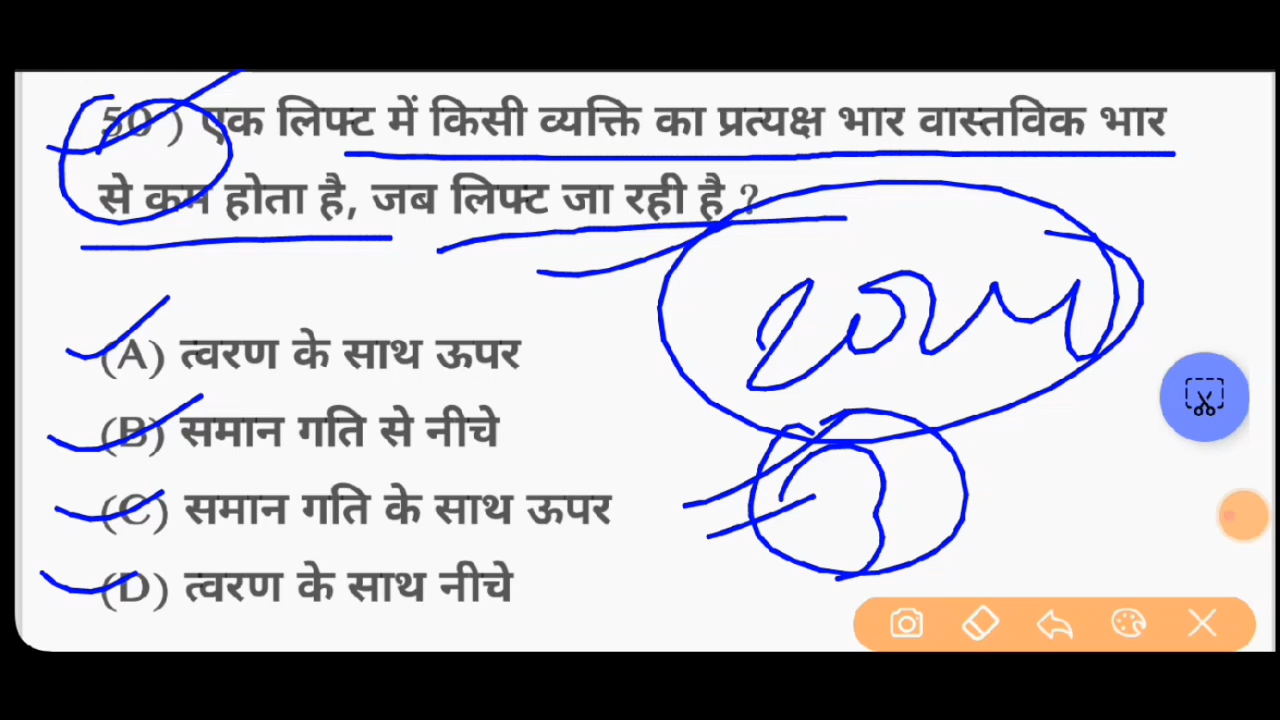 50 ) एक लिफ्ट में किसी व्यक्ति का प्रत्यक्ष भार वास्तविक भार
से कम होता है, जब लिफ्ट जा रही है ?
(A) त्वरण के साथ ऊपर
(B) समान गति से नीचे
(C) समान गति के साथ ऊपर
(D) त्वरण के साथ नीचे